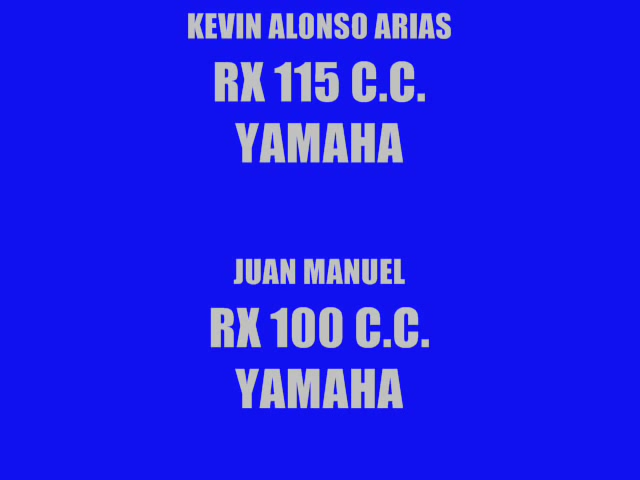 KEVIN ALONSO ARIAS
RX 115 C.C.
YAMAHA
JUAN MANUEL
RX 100 C.C.
YAMAHA